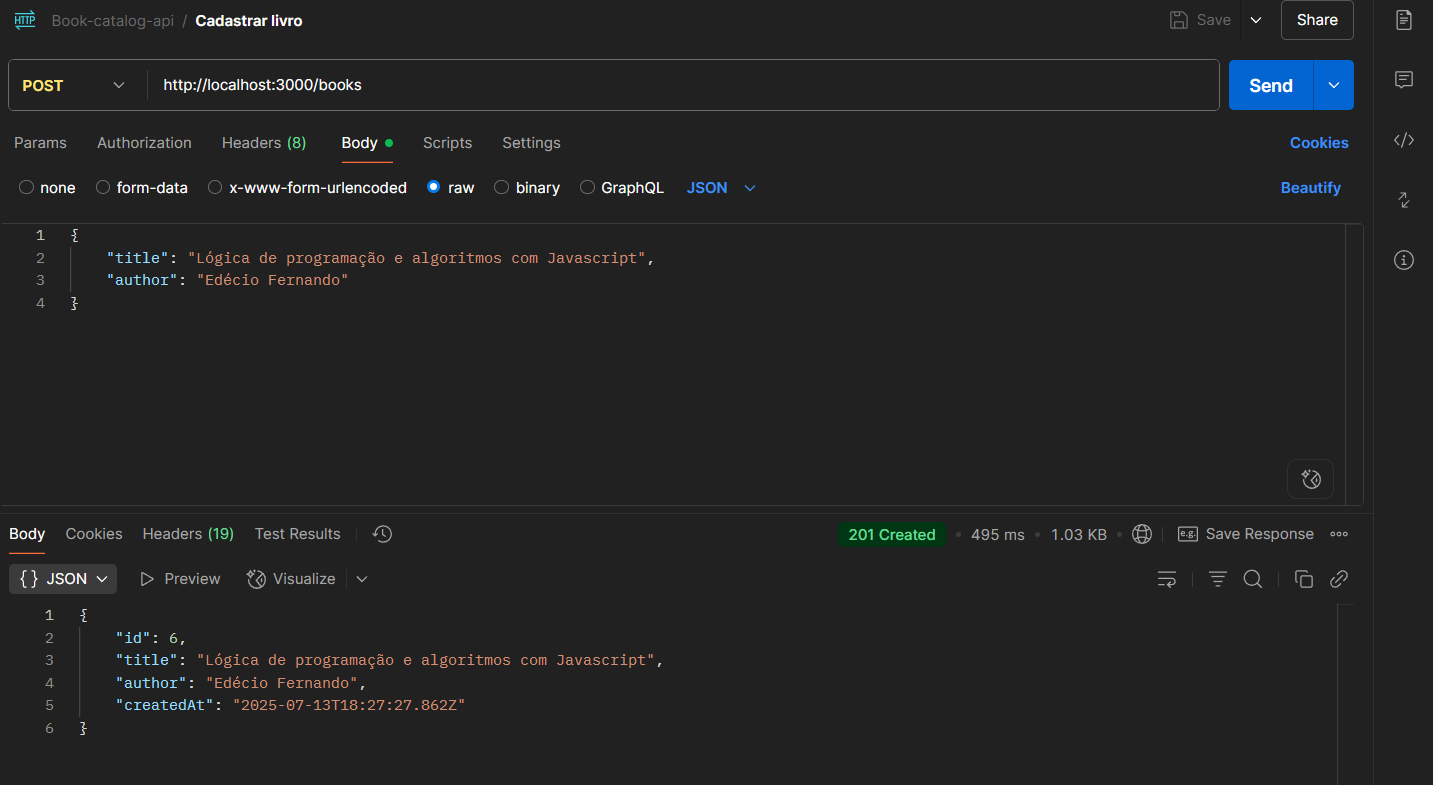 HTTP Book-catalog-api / Cadastrar livro Save Share
POST http://localhost:3000/books Send
Params Authorization Headers (8) Body Scripts Settings Cookies
none form-data x-www-form-urlencoded raw binary GraphQL JSON Beautify
1 {
2 "title": "Lógica de programação e algoritmos com Javascript",
3 "author": "Edécio Fernando"
4 }
Body Cookies Headers (19) Test Results 201 Created • 495 ms • 1.03 KB • e.g. Save Response
{} JSON Preview Visualize
1 {
2 "id": 6,
3 "title": "Lógica de programação e algoritmos com Javascript",
4 "author": "Edécio Fernando",
5 "createdAt": "2025-07-13T18:27:27.862Z"
6 }